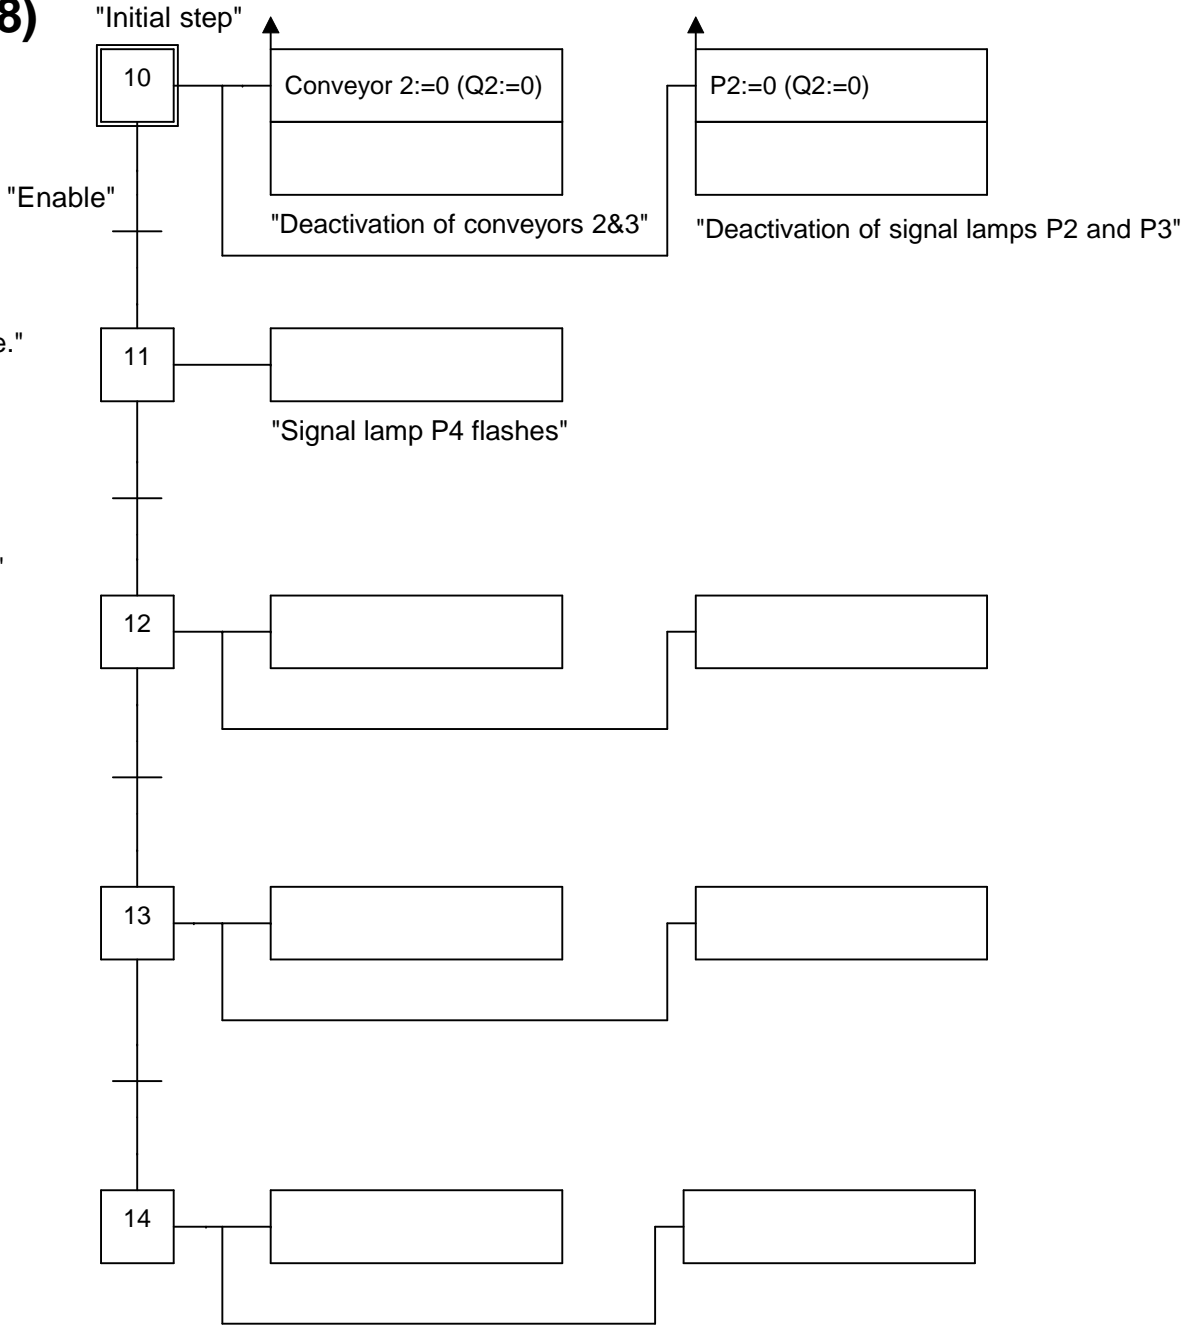 8)
"Initial step"
10
Conveyor 2:=0 (Q2:=0)
P2:=0 (Q2:=0)
"Enable"
"Deactivation of conveyors 2&3"
"Deactivation of signal lamps P2 and P3"
e."
11
"Signal lamp P4 flashes"
"
12
13
14